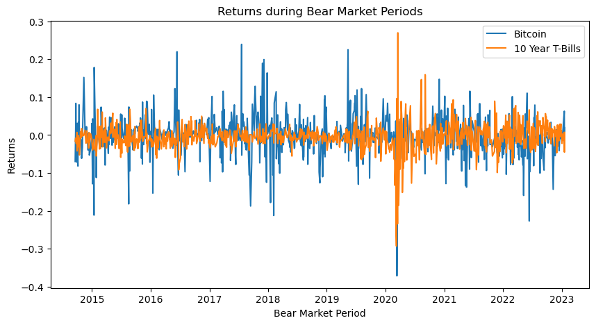 Returns during Bear Market Periods
Bitcoin
10 Year T-Bills
0.3
0.2
0.1
0.0
−0.1
−0.2
−0.3
−0.4
Returns
2015 2016 2017 2018 2019 2020 2021 2022 2023
Bear Market Period